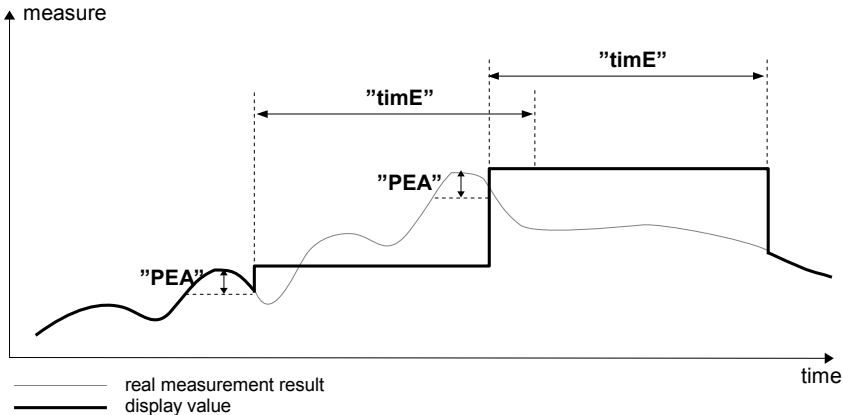 measure
”timE”
”timE”
”PEA”
”PEA”
time
real measurement result
display value